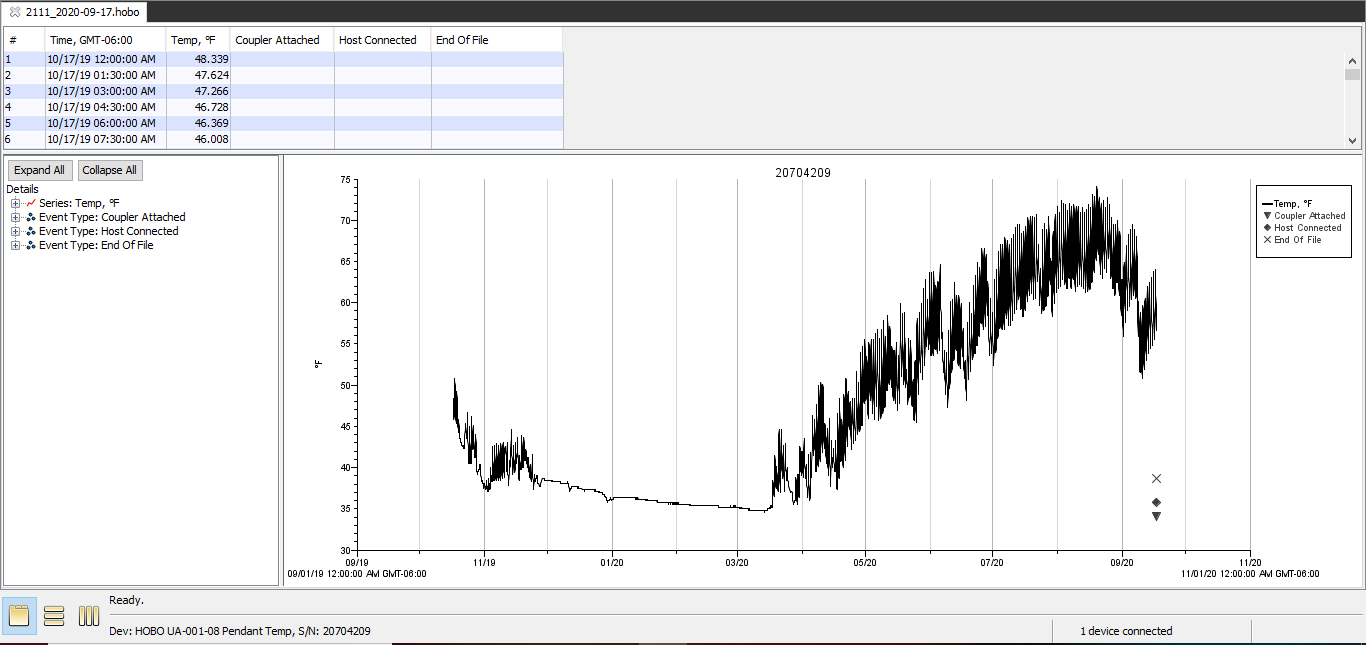 2111_2020-09-17.hobo
# Time, GMT-06:00 Temp, °F Coupler Attached Host Connected End Of File
1 10/17/19 12:00:00 AM 48.339
2 10/17/19 01:30:00 AM 47.624
3 10/17/19 03:00:00 AM 47.266
4 10/17/19 04:30:00 AM 46.728
5 10/17/19 06:00:00 AM 46.369
6 10/17/19 07:30:00 AM 46.008
Expand All Collapse All
Details
Series: Temp, °F
Event Type: Coupler Attached
Event Type: Host Connected
Event Type: End Of File
20704209
75
70
65
60
55
50
45
40
35
30
°F
09/19 11/19 01/20 03/20 05/20 07/20 09/20 11/20
09/01/19 12:00:00 AM GMT-06:00 11/01/20 12:00:00 AM GMT-06:00
Temp, °F
Coupler Attached
Host Connected
End Of File
Ready.
Dev: HOBO UA-001-08 Pendant Temp, S/N: 20704209 1 device connected